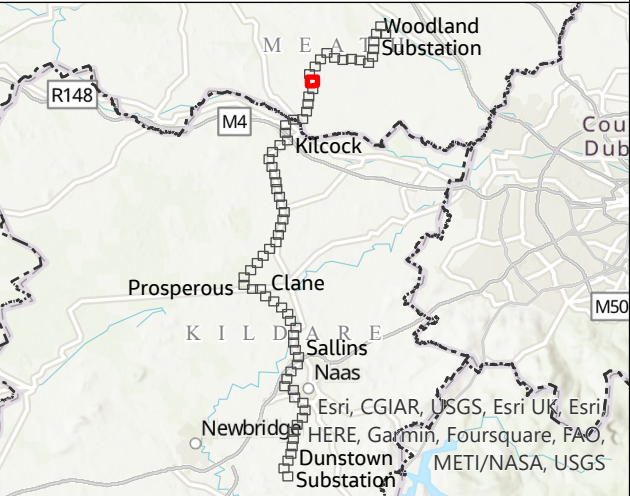 Woodland
Substation
MEATH
R148
M4
Cou
Dub
Kilcock
Prosperous
Clane
M50
KILDARE
Sallins
Naas
Newbridge
Esri, CGIAR, USGS, Esri UK, Esri,
HERE, Garmin, Foursquare, FAO,
METI/NASA, USGS
Dunstown
Substation